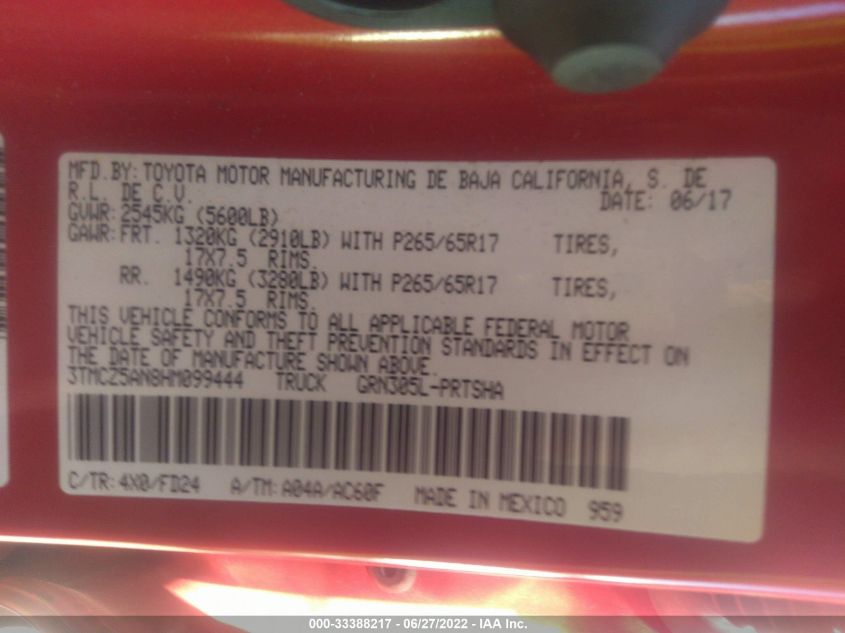 MFD.BY:TOYOTA MOTOR MANUFACTURING DE BAJA CALIFORNIA, S. DE
R.L. DE C.V. DATE: 06/17
GVWR:2545KG (5600LB)
GAWR:FRT. 1320KG (2910LB) WITH P265/65R17 TIRES,
17X7.5 RIMS.
RR. 1490KG (3280LB) WITH P265/65R17 TIRES,
17X7.5 RIMS.
THIS VEHICLE CONFORMS TO ALL APPLICABLE FEDERAL MOTOR
VEHICLE SAFETY AND THEFT PREVENTION STANDARDS IN EFFECT ON
THE DATE OF MANUFACTURE SHOWN ABOVE.
3TMCZ5AN8HM099444 TRUCK GRN305L-PRTSHA
C/TR:4X0/FD24 A/TM:A04A/AC60F MADE IN MEXICO 959
000-33388217 - 06/27/2022 - IAA Inc.